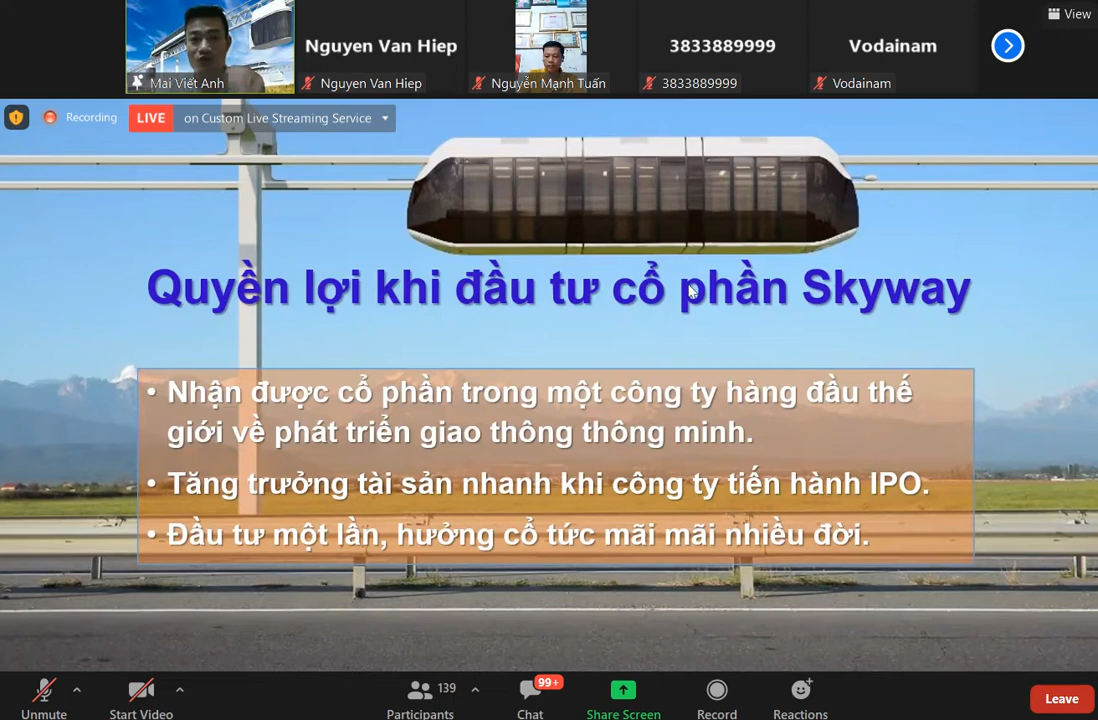 View
Nguyen Van Hiep
3833889999
Vodainam
Mai Viết Anh
Nguyen Van Hiep
Nguyễn Mạnh Tuấn
3833889999
Vodainam
Recording
LIVE
on Custom Live Streaming Service
Quyền lợi khi đầu tư cổ phần Skyway
• Nhận được cổ phần trong một công ty hàng đầu thế
giới về phát triển giao thông thông minh.
• Tăng trưởng tài sản nhanh khi công ty tiến hành IPO.
• Đầu tư một lần, hưởng cổ tức mãi mãi nhiều đời.
139
99+
Unmute
Start Video
Participants
Chat
Share Screen
Record
Reactions
Leave